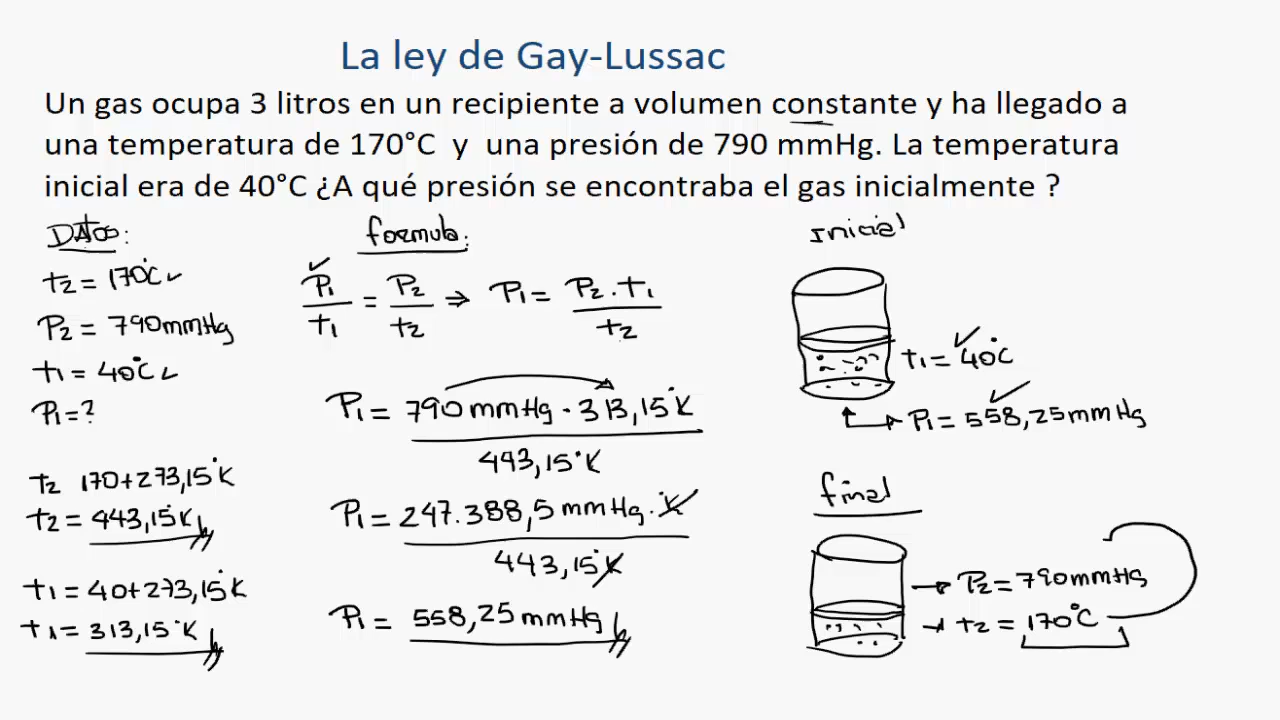 La ley de Gay-Lussac
Un gas ocupa 3 litros en un recipiente a volumen constante y ha llegado a
una temperatura de 170°C y una presión de 790 mmHg. La temperatura
inicial era de 40°C ¿A qué presión se encontraba el gas inicialmente ?
Datos:
t2 = 170°C
P2 = 790mmHg
t1 = 40°C
P1 = ?
t2 170+273,15°K
t2 = 443,15°K
t1 = 40+273,15°K
t1 = 313,15°K
formula:
P1/t1 = P2/t2 ⇒ P1 = P2 · t1/t2
P1 = 790 mmHg · 313,15°K
443,15°K
P1 = 247.388,5 mmHg · °K
443,15°K
P1 = 558,25 mmHg
Inicial
t1 = 40°C
P1 = 558,25mmHg
final
P2 = 790mmHg
t2 = 170°C